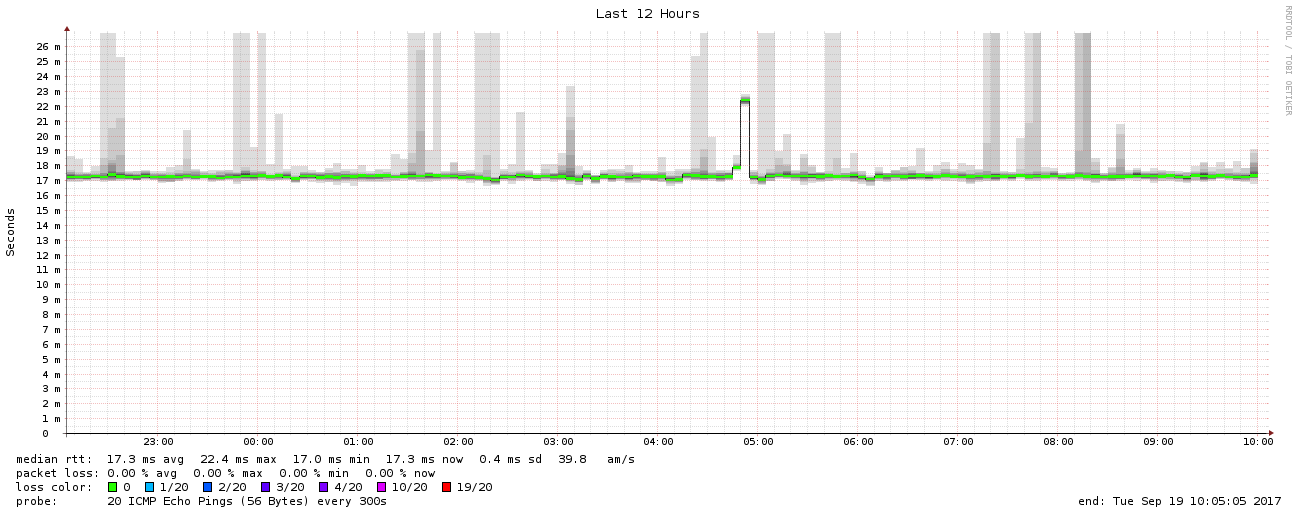 Last 12 Hours
RRDTOOL / TOBI OETIKER
Seconds
26 m
25 m
24 m
23 m
22 m
21 m
20 m
19 m
18 m
17 m
16 m
15 m
14 m
13 m
12 m
11 m
10 m
9 m
8 m
7 m
6 m
5 m
4 m
3 m
2 m
1 m
0
23:00 00:00 01:00 02:00 03:00 04:00 05:00 06:00 07:00 08:00 09:00 10:00
median rtt: 17.3 ms avg 22.4 ms max 17.0 ms min 17.3 ms now 0.4 ms sd 39.8 am/s
packet loss: 0.00 % avg 0.00 % max 0.00 % min 0.00 % now
loss color: 0 1/20 2/20 3/20 4/20 10/20 19/20
probe: 20 ICMP Echo Pings (56 Bytes) every 300s end: Tue Sep 19 10:05:05 2017